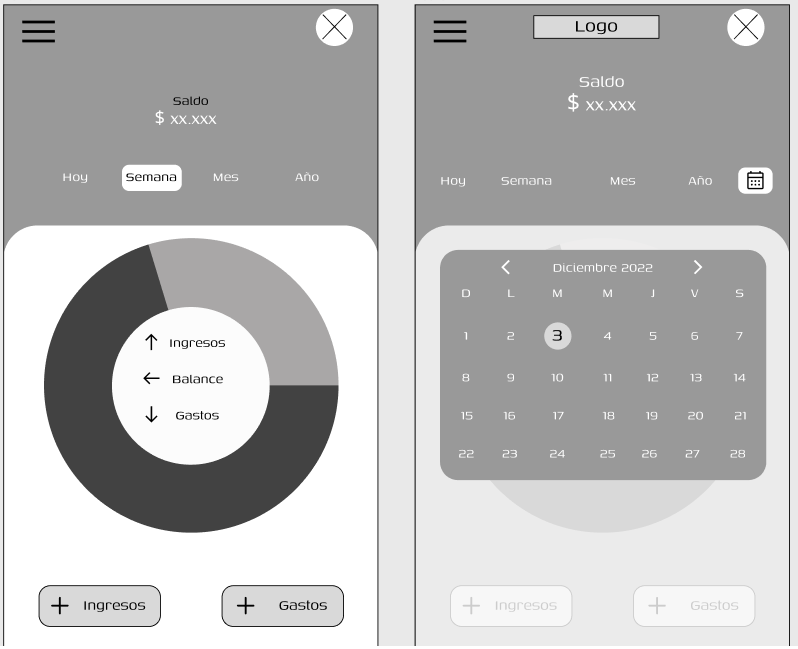 Saldo
$ xx.xxx
Hoy Semana Mes Año
Ingresos
Balance
Gastos
Ingresos Gastos
Logo
Saldo
$ xx.xxx
Hoy Semana Mes Año
Diciembre 2022
D L M M J V S
1 2 3 4 5 6 7
8 9 10 11 12 13 14
15 16 17 18 19 20 21
22 23 24 25 26 27 28
Ingresos Gastos